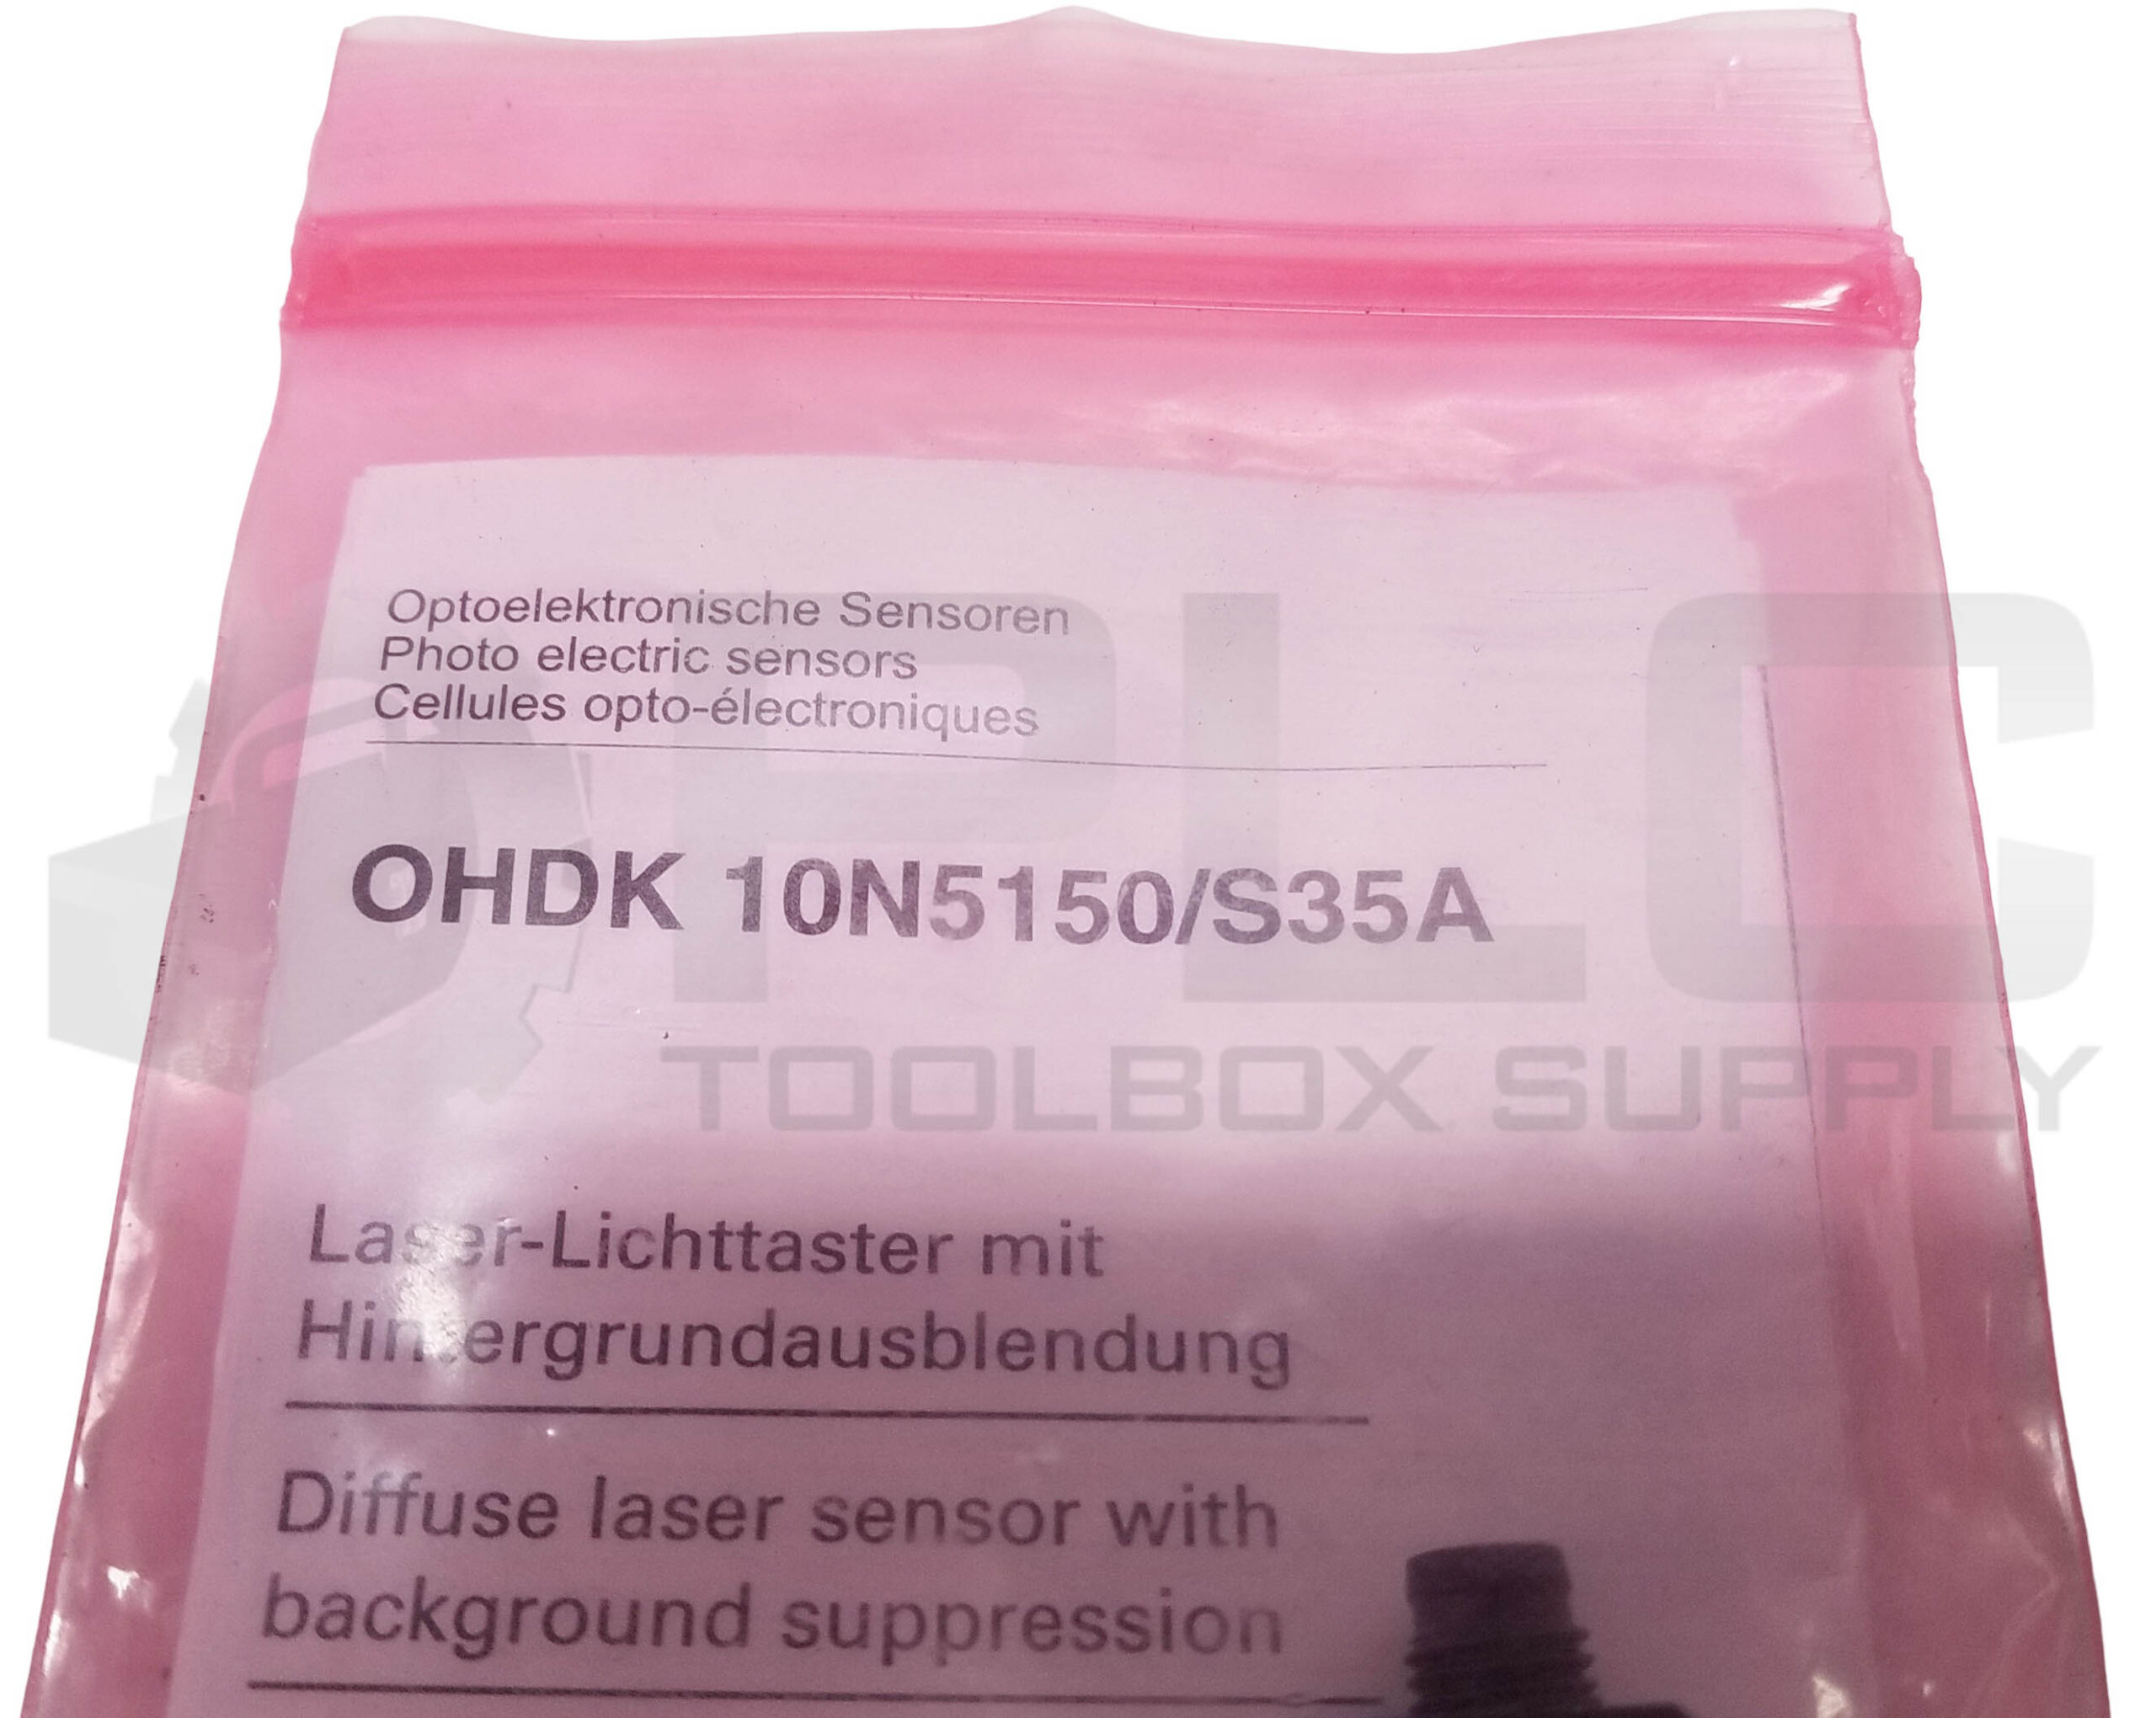 Optoelektronische Sensoren
Photo electric sensors
Cellules opto-électroniques
OHDK 10N5150/S35A
PLC
TOOLBOX SUPPLY
Laser-Lichttaster mit
Hintergrundausblendung
Diffuse laser sensor with
background suppression